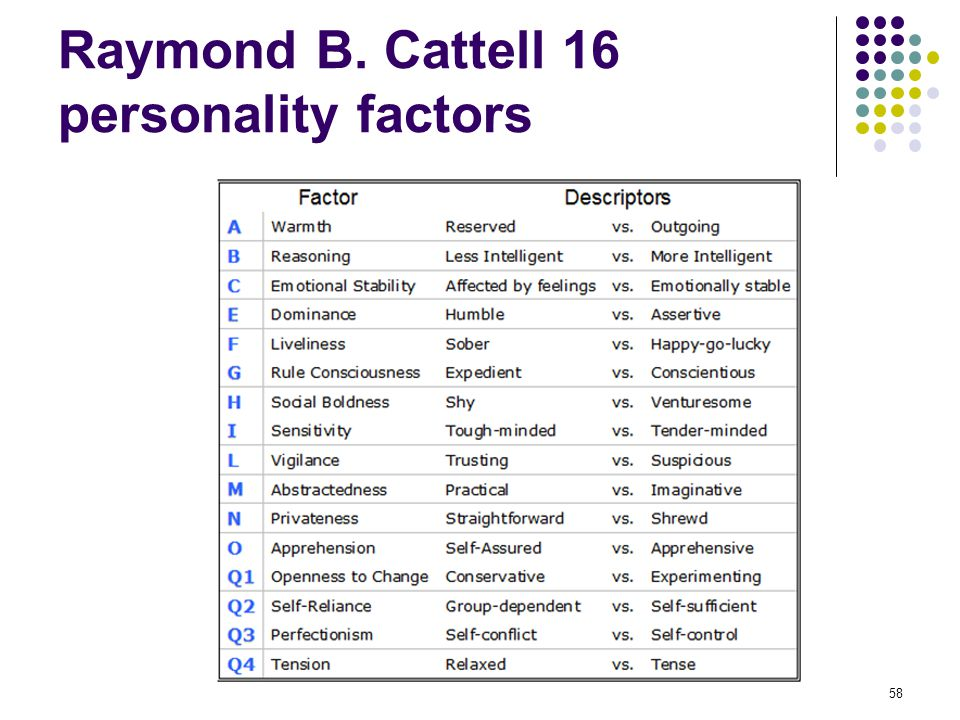 Raymond B. Cattell 16
personality factors
Factor Descriptors
A Warmth Reserved vs. Outgoing
B Reasoning Less Intelligent vs. More Intelligent
C Emotional Stability Affected by feelings vs. Emotionally stable
E Dominance Humble vs. Assertive
F Liveliness Sober vs. Happy-go-lucky
G Rule Consciousness Expedient vs. Conscientious
H Social Boldness Shy vs. Venturesome
I Sensitivity Tough-minded vs. Tender-minded
L Vigilance Trusting vs. Suspicious
M Abstractedness Practical vs. Imaginative
N Privateness Straightforward vs. Shrewd
O Apprehension Self-Assured vs. Apprehensive
Q1 Openness to Change Conservative vs. Experimenting
Q2 Self-Reliance Group-dependent vs. Self-sufficient
Q3 Perfectionism Self-conflict vs. Self-control
Q4 Tension Relaxed vs. Tense
58